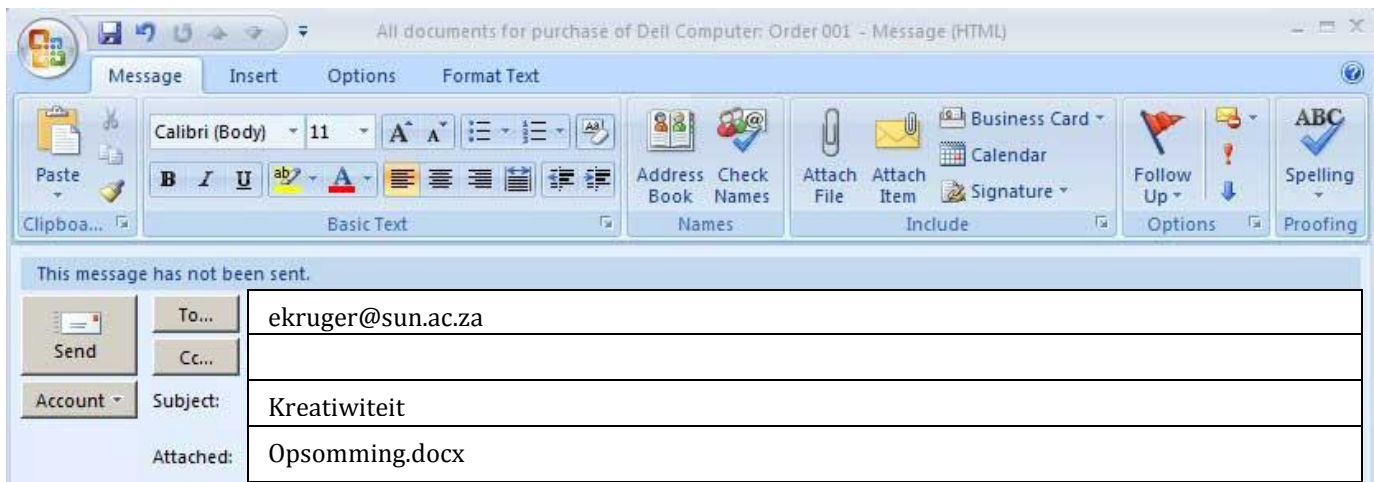 All documents for purchase of Dell Computer: Order 001 - Message (HTML)
Message Insert Options Format Text
Calibri (Body) 11 A A Aa
Business Card
Calendar
Signature
ABC
Paste B I U ab A Address Book Check Names Attach File Attach Item Follow Up Spelling
Clipboa... Basic Text Names Include Options Proofing
This message has not been sent.
To... ekruger@sun.ac.za
Send
Cc...
Account Subject: Kreatiwiteit
Attached: Opsomming.docx